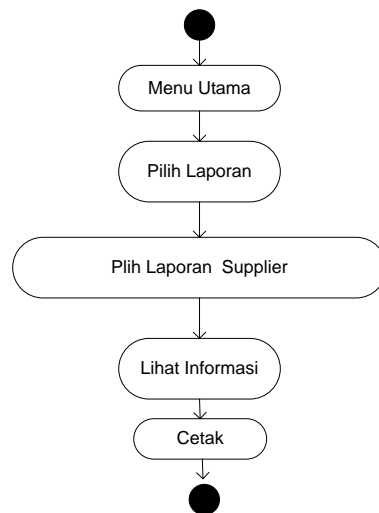 Menu Utama
Pilih Laporan
Plih Laporan  Supplier
Lihat Informasi
Cetak